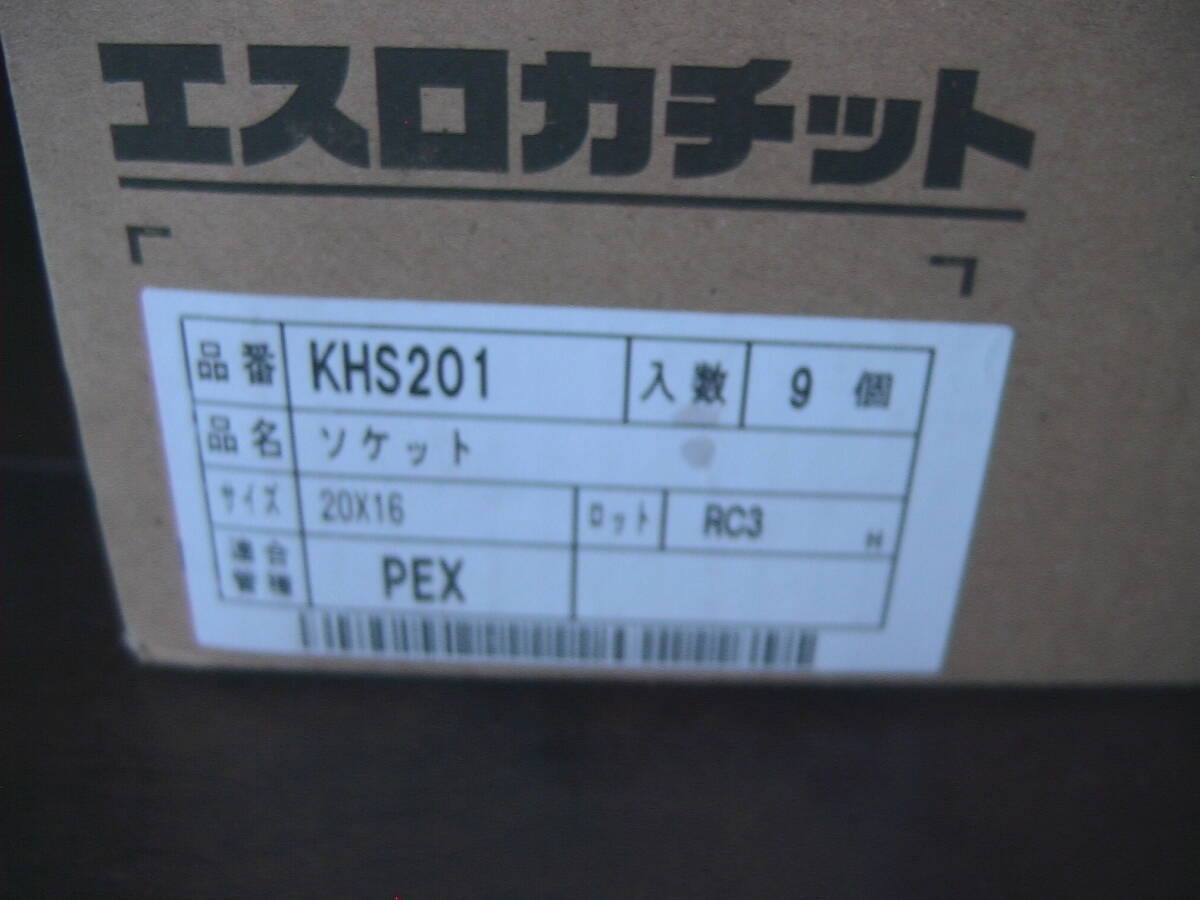 エスロカチット
品番 KHS201 入数 9 個
品名 ソケット
サイズ 20X16 ロット RC3 H
適合管種 PEX